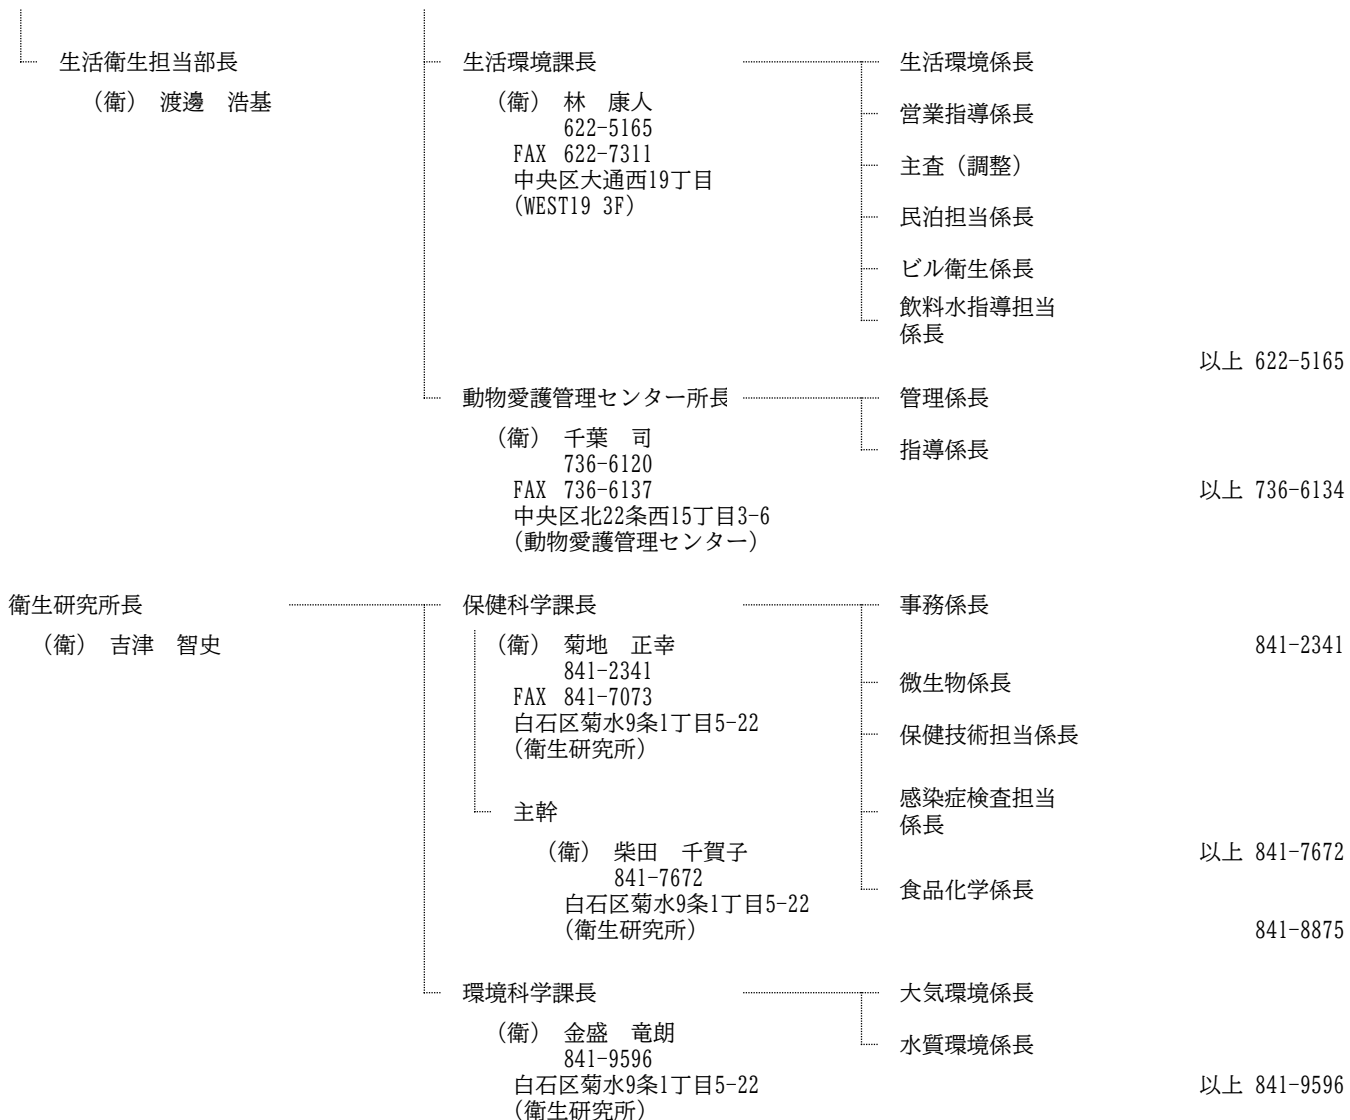 生活衛生担当部長
（衛） 渡邊　浩基
生活環境課長
（衛） 林　康人
622-5165
FAX 622-7311
中央区大通西19丁目
(WEST19 3F)
生活環境係長
営業指導係長
主査（調整）
民泊担当係長
ビル衛生係長
飲料水指導担当
係長
以上 622-5165
動物愛護管理センター所長
（衛） 千葉　司
736-6120
FAX 736-6137
中央区北22条西15丁目3-6
(動物愛護管理センター)
管理係長
指導係長
以上 736-6134
衛生研究所長
（衛） 吉津　智史
保健科学課長
（衛） 菊地　正幸
841-2341
FAX 841-7073
白石区菊水9条1丁目5-22
(衛生研究所)
主幹
（衛） 柴田　千賀子
841-7672
白石区菊水9条1丁目5-22
(衛生研究所)
事務係長
841-2341
微生物係長
保健技術担当係長
感染症検査担当
係長
以上 841-7672
食品化学係長
841-8875
環境科学課長
（衛） 金盛　竜朗
841-9596
白石区菊水9条1丁目5-22
(衛生研究所)
大気環境係長
水質環境係長
以上 841-9596